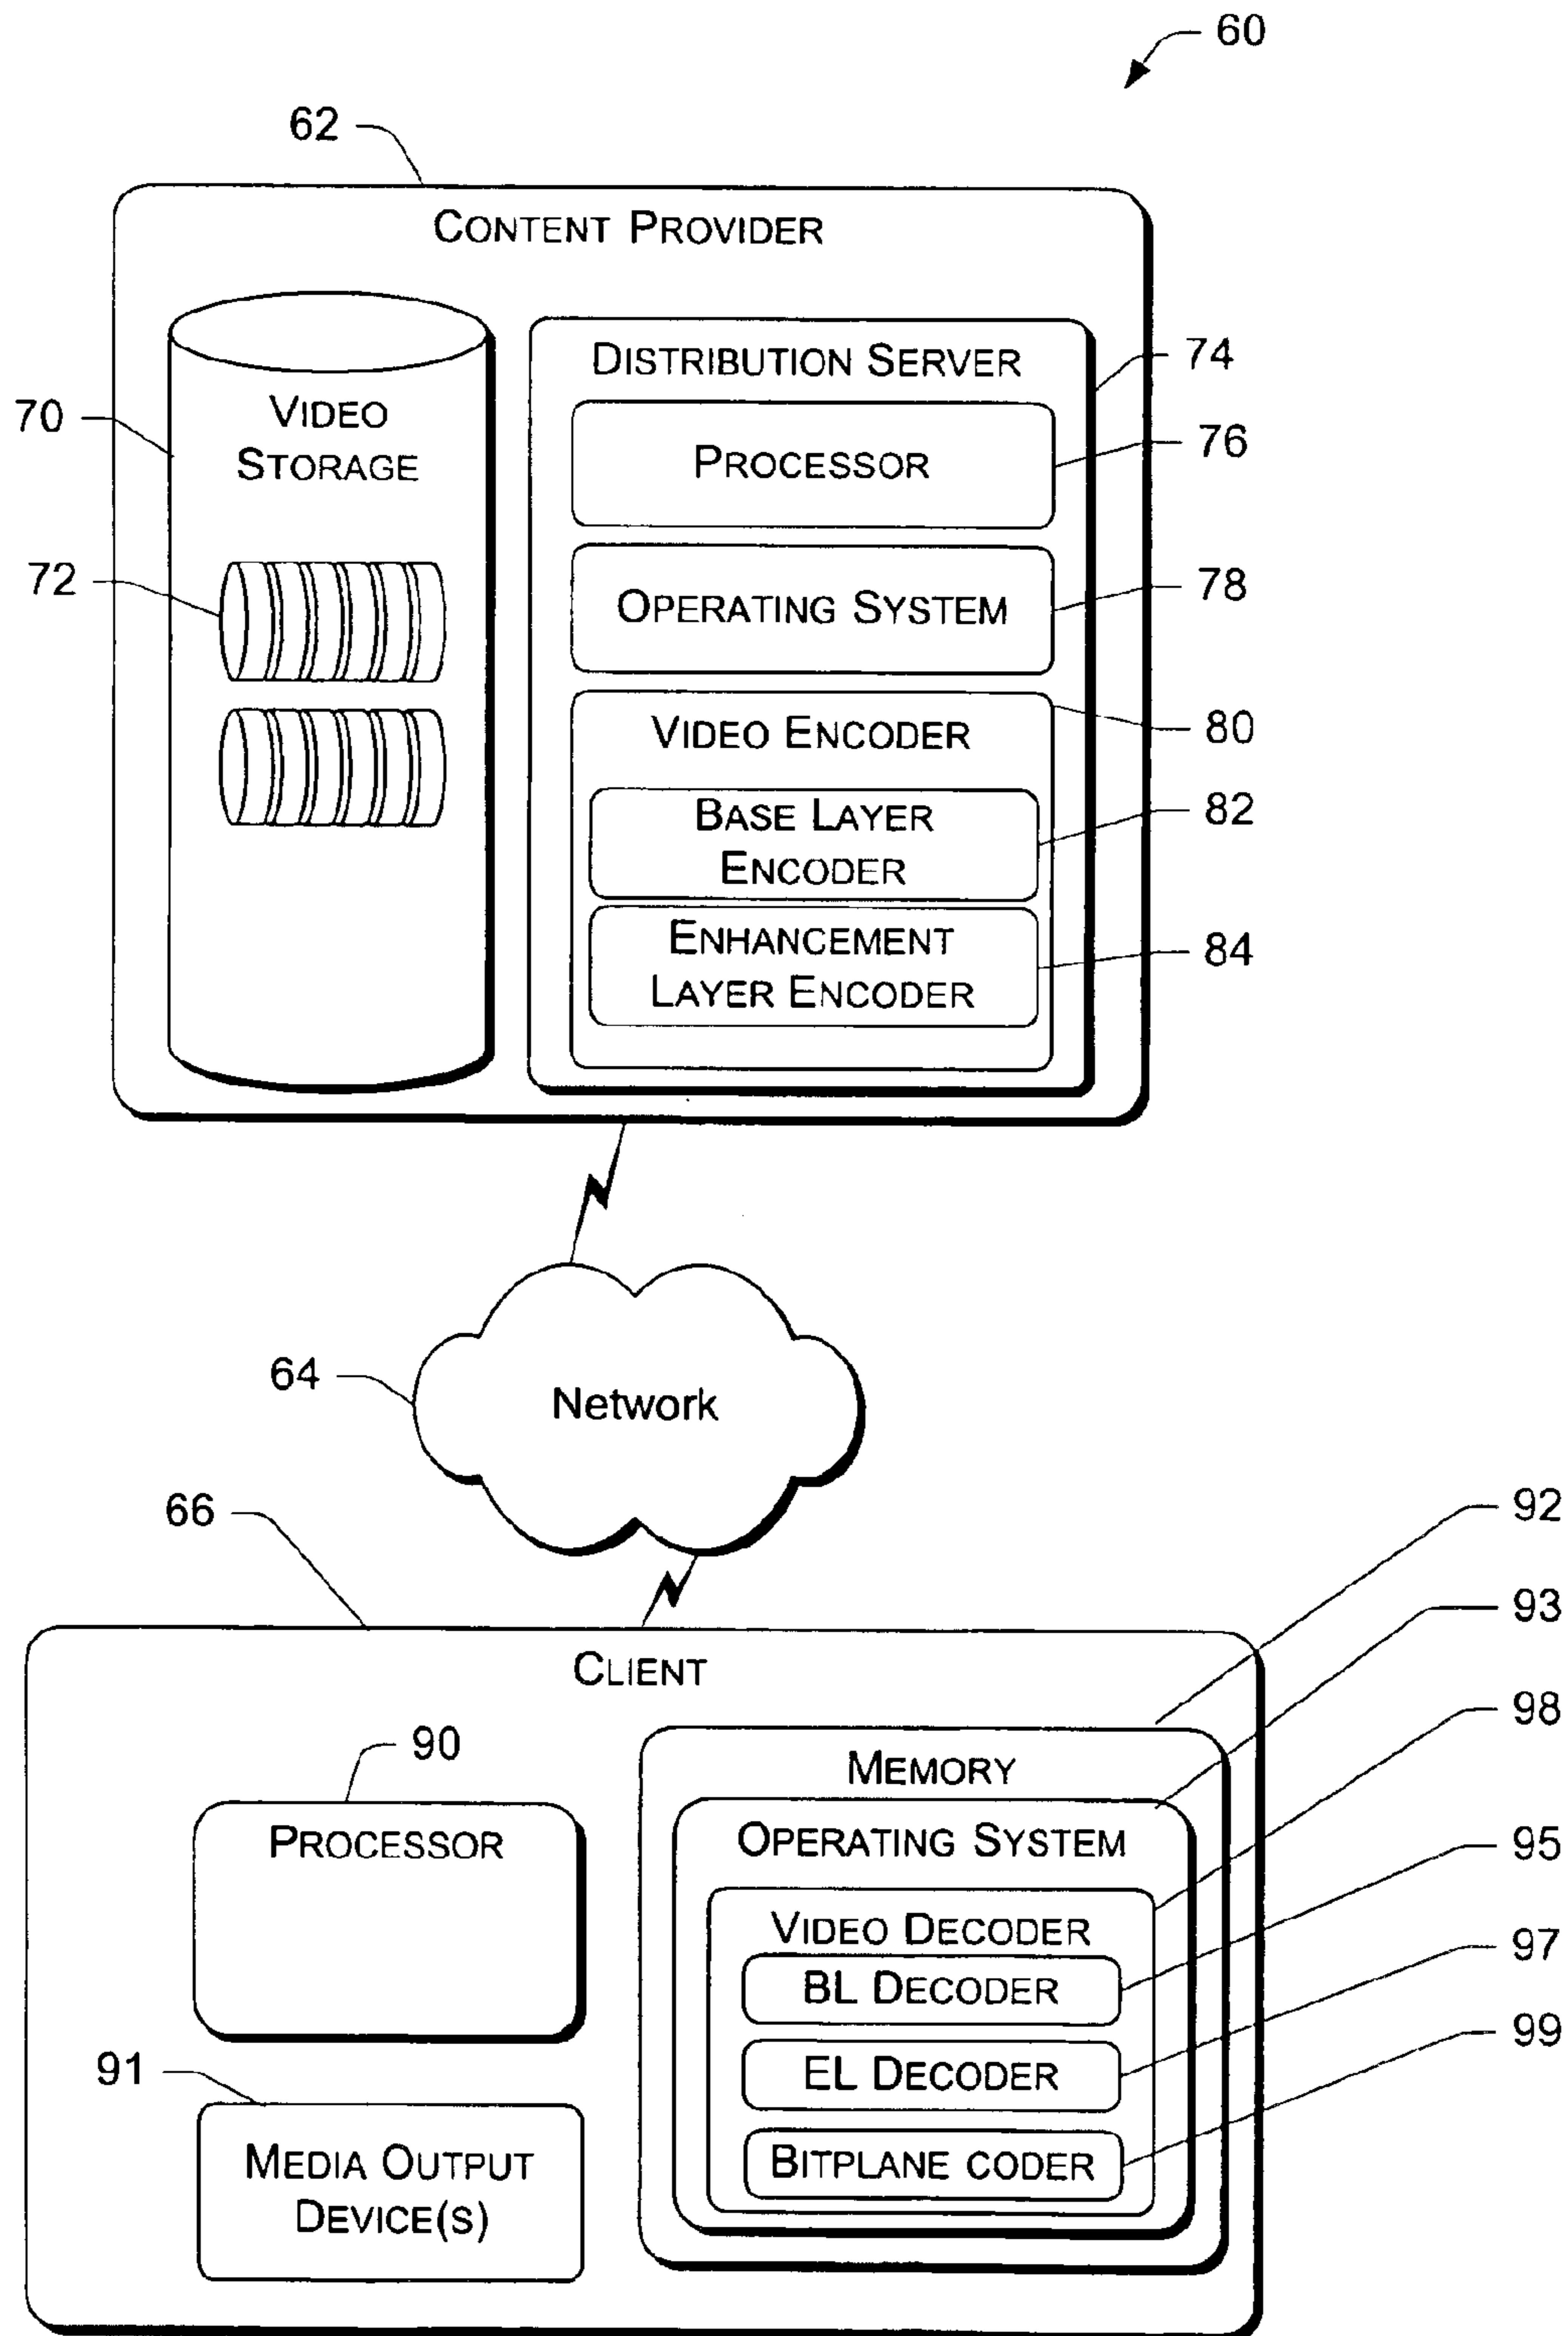 60
62
CONTENT PROVIDER
70
VIDEO
STORAGE
72
DISTRIBUTION SERVER
74
PROCESSOR
76
OPERATING SYSTEM
78
VIDEO ENCODER
80
BASE LAYER
ENCODER
82
ENHANCEMENT
LAYER ENCODER
84
64
Network
66
CLIENT
90
PROCESSOR
91
MEDIA OUTPUT
DEVICE(S)
92
MEMORY
93
OPERATING SYSTEM
98
VIDEO DECODER
95
BL DECODER
97
EL DECODER
99
BITPLANE CODER